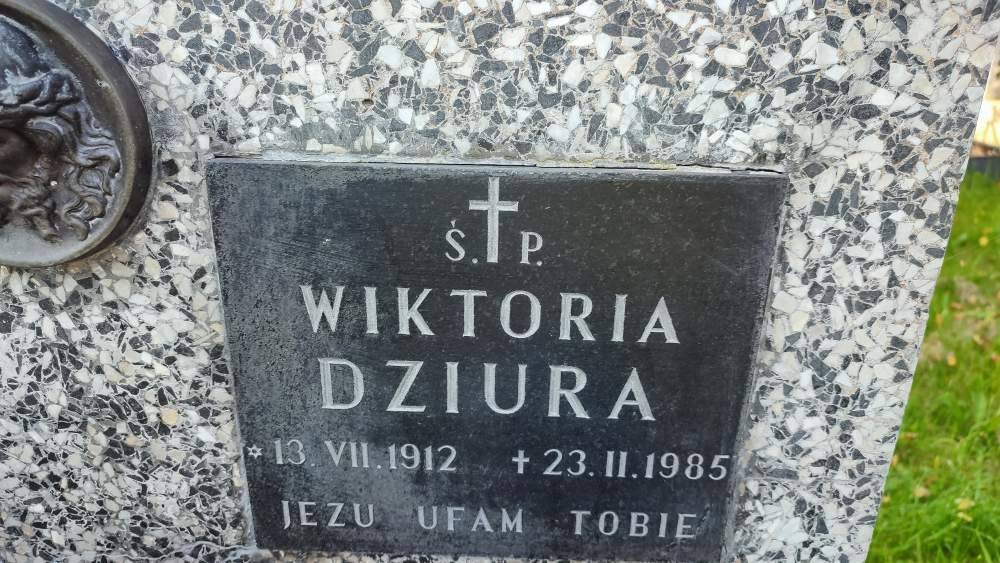 Ś. P.
WIKTORIA
DZIURA
* 13. VII. 1912 + 23. II. 1985
JEZU UFAM TOBIE